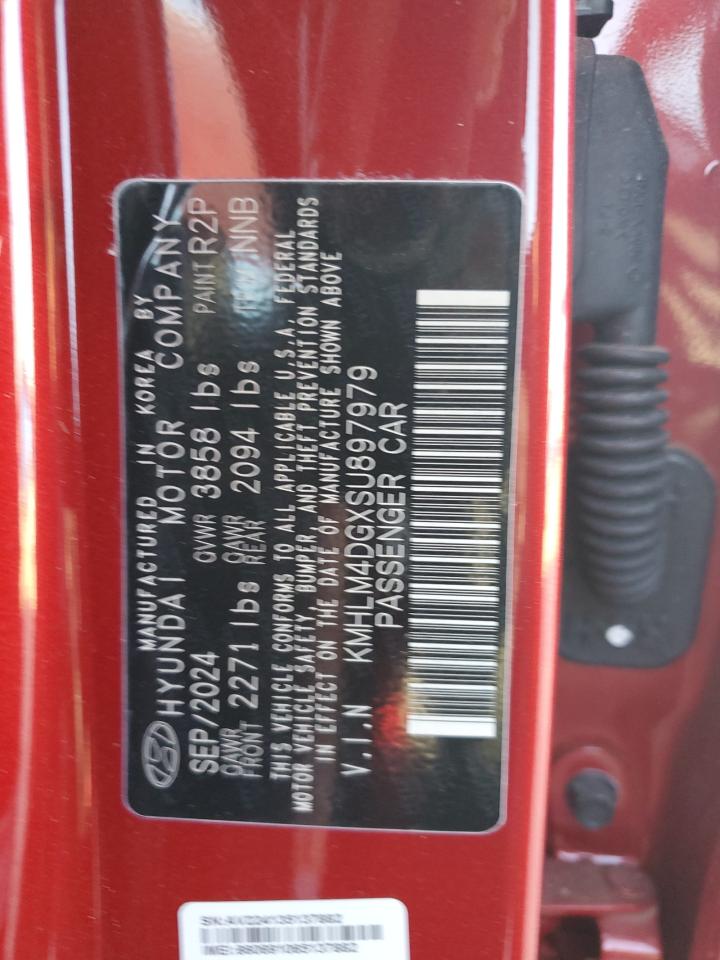 MANUFACTURED IN KOREA BY
HYUNDAI MOTOR COMPANY
SEP/2024 GVWR 3858 lbs PAINT R2P
GAWR FRONT 2271 lbs GAWR REAR 2094 lbs TRIM NNB
THIS VEHICLE CONFORMS TO ALL APPLICABLE U.S.A. FEDERAL
MOTOR VEHICLE SAFETY, BUMPER, AND THEFT PREVENTION STANDARDS
IN EFFECT ON THE DATE OF MANUFACTURE SHOWN ABOVE
V.I.N KMHLM4DGXSU897979
PASSENGER CAR